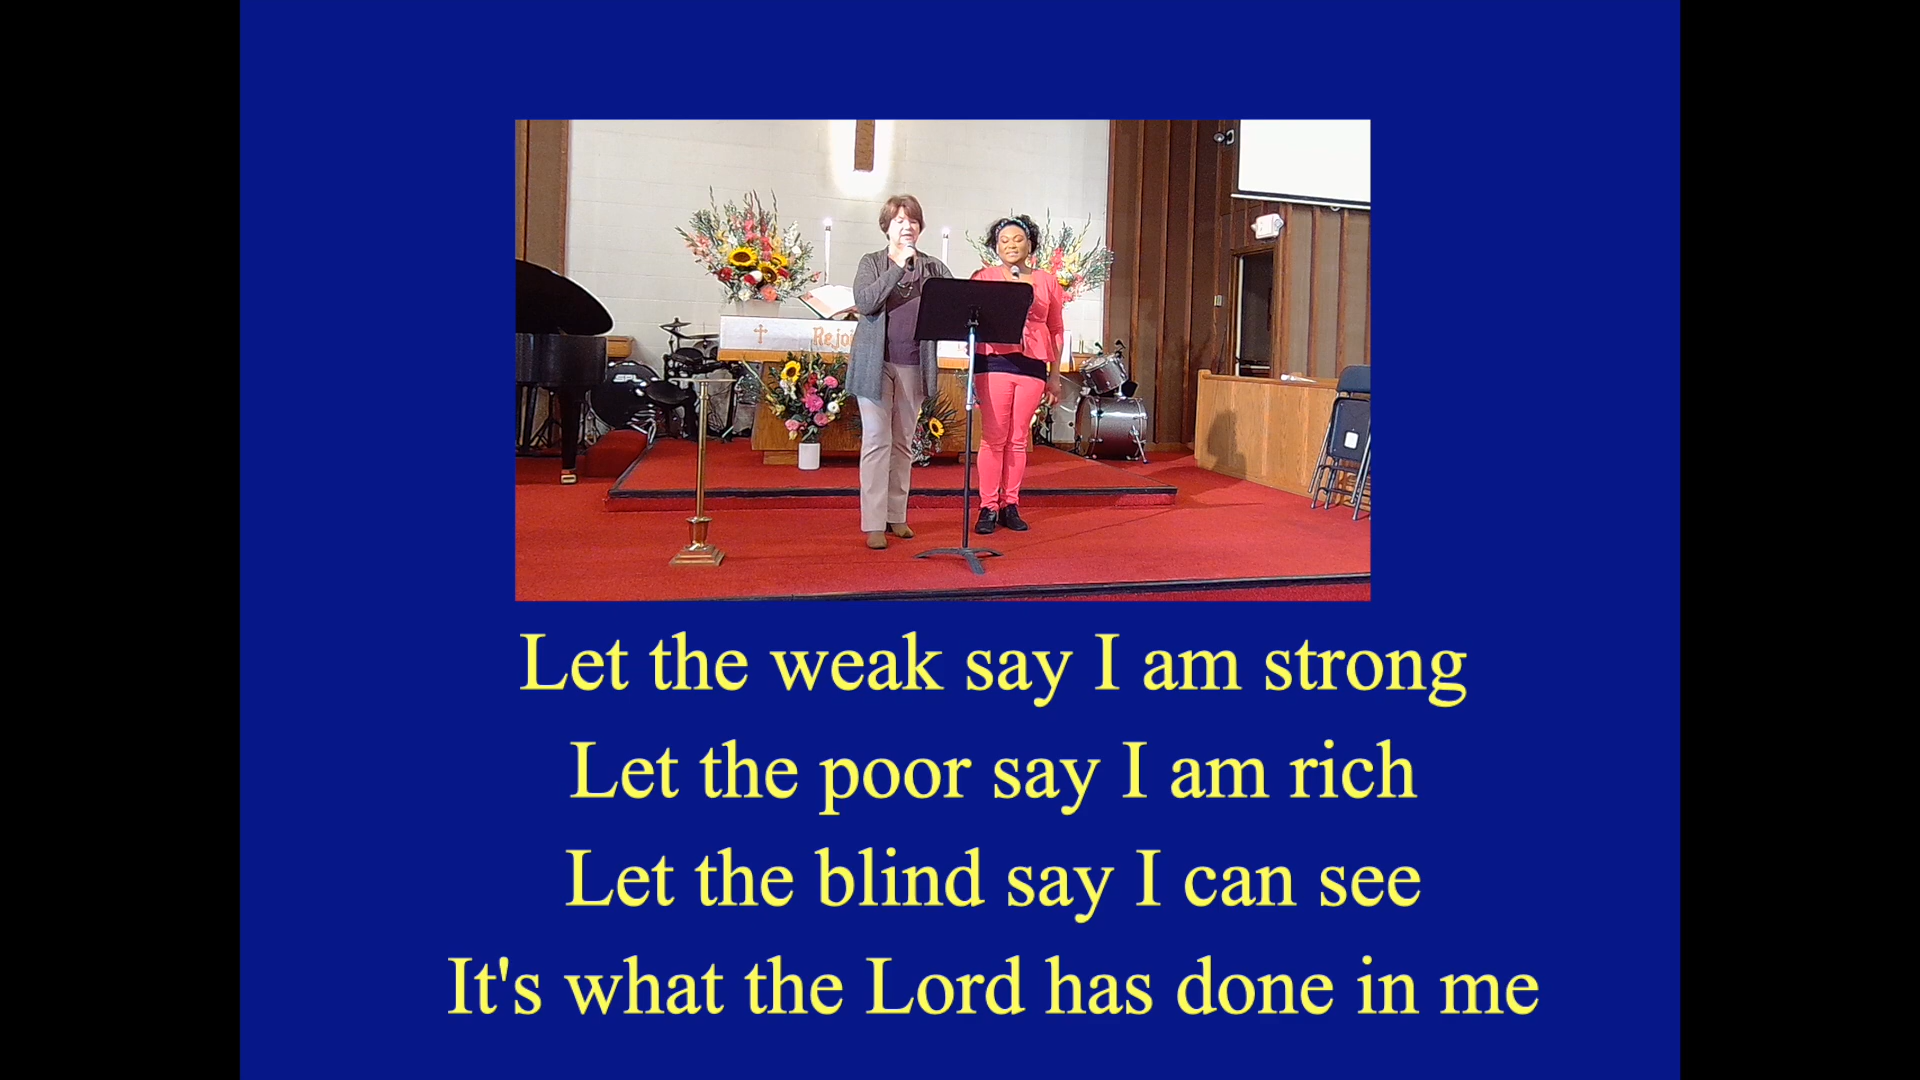 Rejoi
Let the weak say I am strong
Let the poor say I am rich
Let the blind say I can see
It's what the Lord has done in me